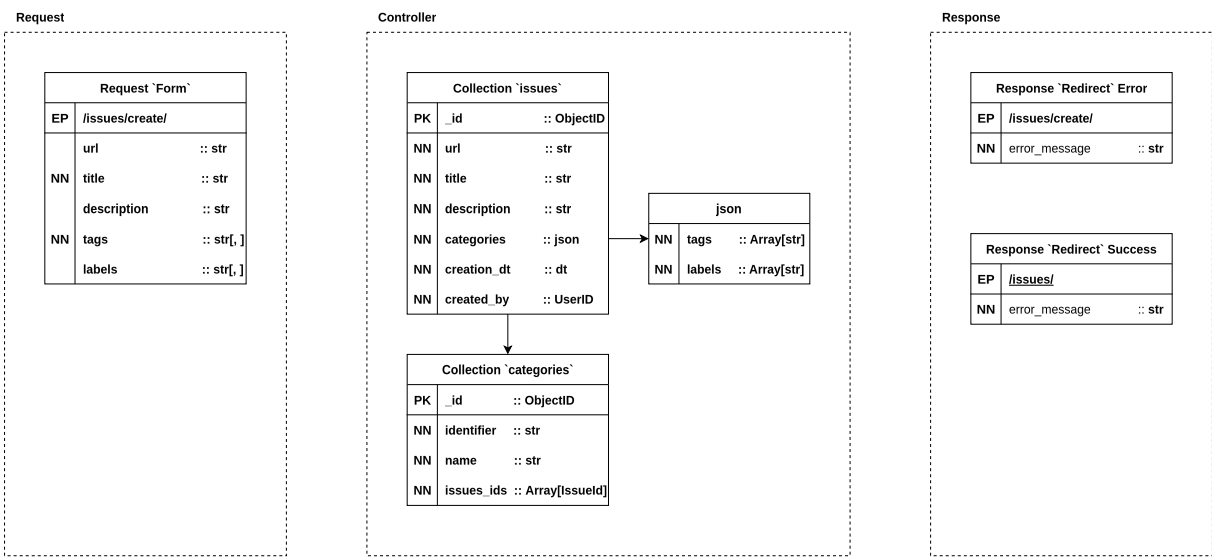 Request
Request `Form`
EP /issues/create/
url :: str
NN title :: str
description :: str
NN tags :: str[, ]
labels :: str[, ]
Controller
Collection `issues`
PK _id :: ObjectID
NN url :: str
NN title :: str
NN description :: str
NN categories :: json
NN creation_dt :: dt
NN created_by :: UserID
json
NN tags :: Array[str]
NN labels :: Array[str]
Collection `categories`
PK _id :: ObjectID
NN identifier :: str
NN name :: str
NN issues_ids :: Array[IssueId]
Response
Response `Redirect` Error
EP /issues/create/
NN error_message :: str
Response `Redirect` Success
EP /issues/
NN error_message :: str